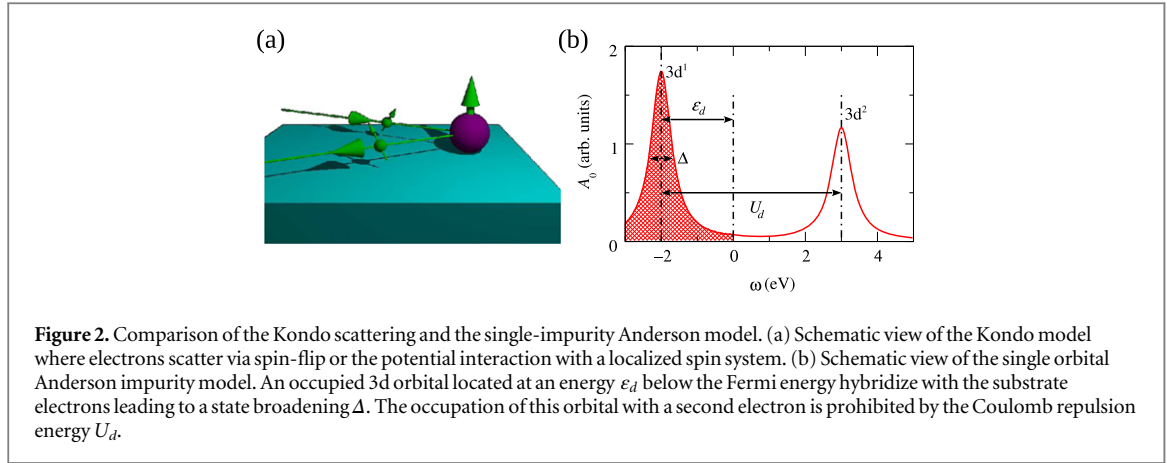 (a)
(b)
2
1
0
A₀ (arb. units)
3d¹
ε_d
3d²
Δ
U_d
−2
0
2
4
ω (eV)
Figure 2. Comparison of the Kondo scattering and the single-impurity Anderson model. (a) Schematic view of the Kondo model
where electrons scatter via spin-flip or the potential interaction with a localized spin system. (b) Schematic view of the single orbital
Anderson impurity model. An occupied 3d orbital located at an energy ε_d below the Fermi energy hybridize with the substrate
electrons leading to a state broadening Δ. The occupation of this orbital with a second electron is prohibited by the Coulomb repulsion
energy U_d.